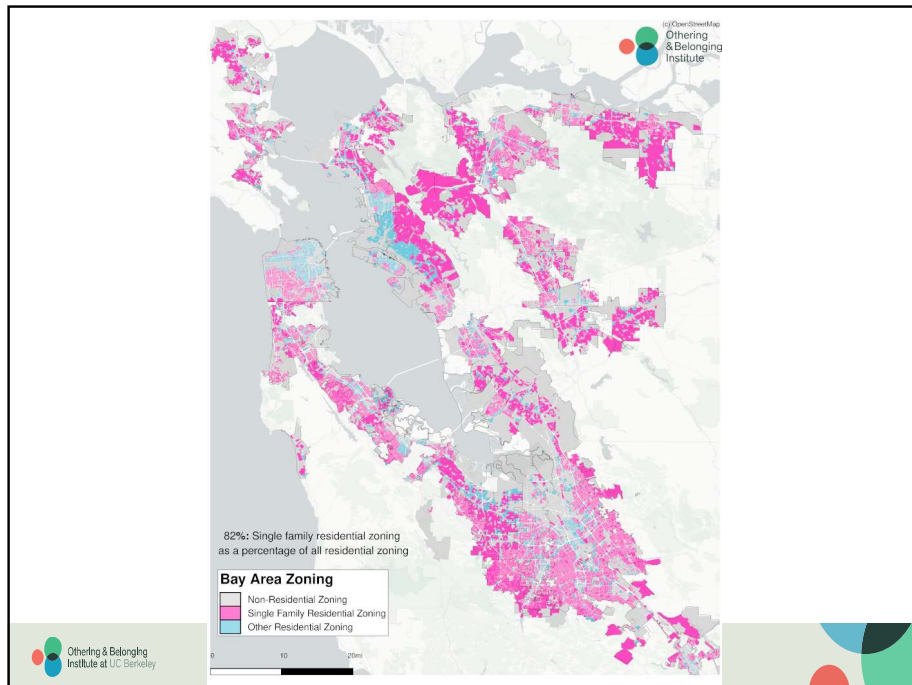 (c) OpenStreetMap
Othering
& Belonging
Institute
82%: Single family residential zoning
as a percentage of all residential zoning
Bay Area Zoning
Non-Residential Zoning
Single Family Residential Zoning
Other Residential Zoning
0 10 20mi
Othering & Belonging
Institute at UC Berkeley